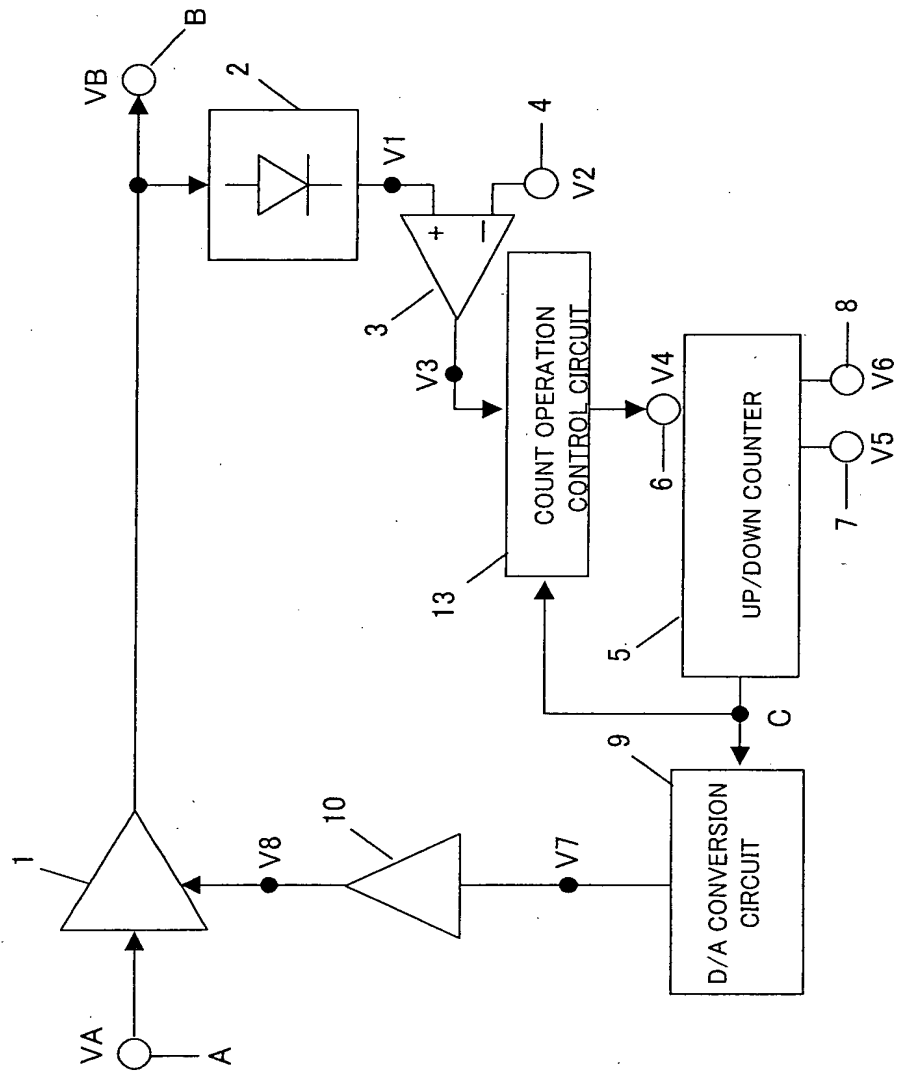 VA
A
1
VB
B
2
V1
V2
4
+
−
3
V3
COUNT OPERATION
CONTROL CIRCUIT
13
V4
6
UP/DOWN COUNTER
5
7
V5
V6
8
C
9
D/A CONVERSION
CIRCUIT
V7
10
V8